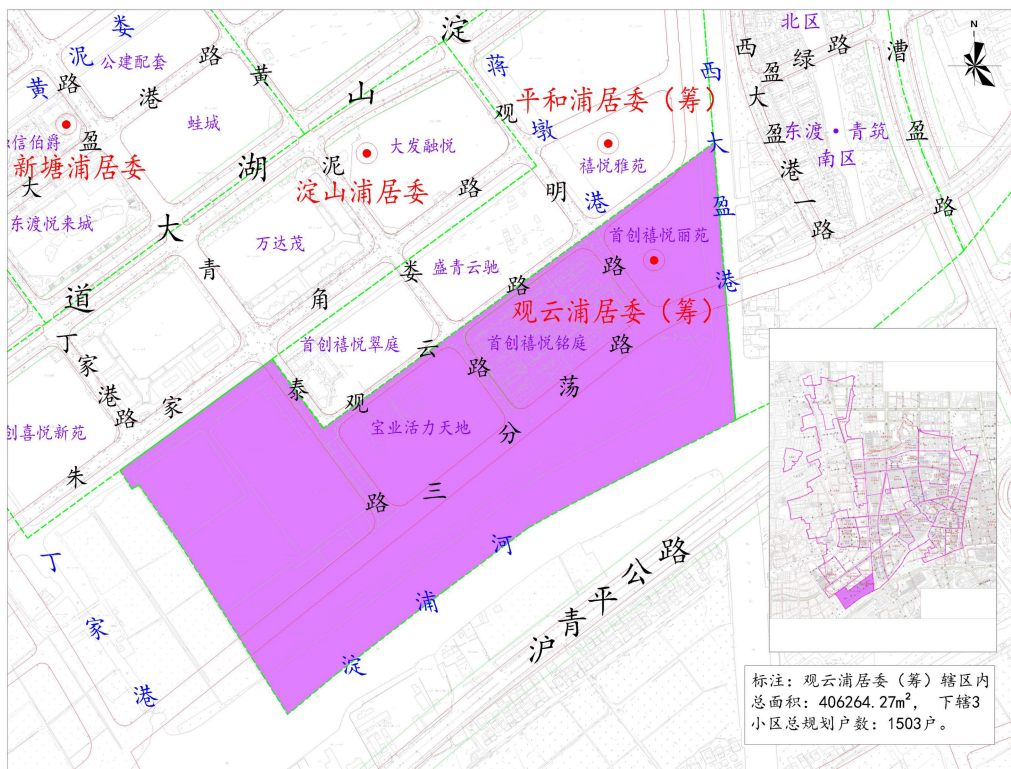 北区
西盈路
绿
漕盈路
N
娄泥
公建配套
港路
黄泥娄路
淀山湖大道
黄
蒋墩港
观明路
西大盈港
大盈港一路
东渡·青筑
南区
黄路
盈
信伯爵
蛙城
新塘浦居委
大
东渡悦来城
大发融悦
淀山浦居委
平和浦居委（筹）
禧悦雅苑
万达茂
青
盛青云驰
首创禧悦丽苑
观云浦居委（筹）
首创禧悦翠庭
首创禧悦铭庭
宝业活力天地
朱家角路
丁家港路
创喜悦新苑
泰
观云路
三分荡路
丁家港
淀浦河
沪青平公路
标注：观云浦居委（筹）辖区内
总面积：406264.27m²， 下辖3
小区总规划户数：1503户。